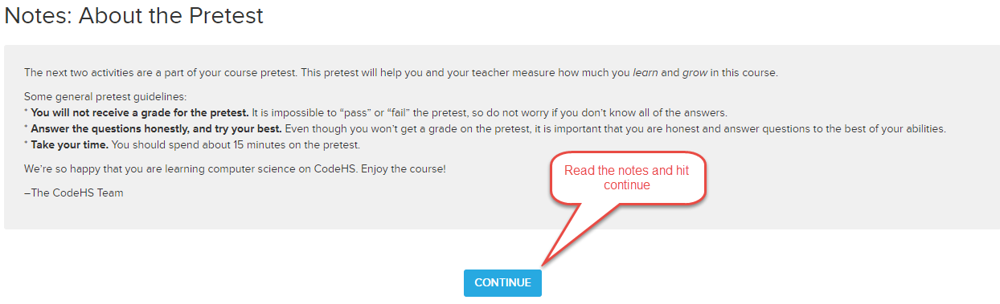 Notes: About the Pretest
The next two activities are a part of your course pretest. This pretest will help you and your teacher measure how much you learn and grow in this course.
Some general pretest guidelines:
* You will not receive a grade for the pretest. It is impossible to “pass” or “fail” the pretest, so do not worry if you don’t know all of the answers.
* Answer the questions honestly, and try your best. Even though you won’t get a grade on the pretest, it is important that you are honest and answer questions to the best of your abilities.
* Take your time. You should spend about 15 minutes on the pretest.
We’re so happy that you are learning computer science on CodeHS. Enjoy the course!
–The CodeHS Team
Read the notes and hit
continue
CONTINUE